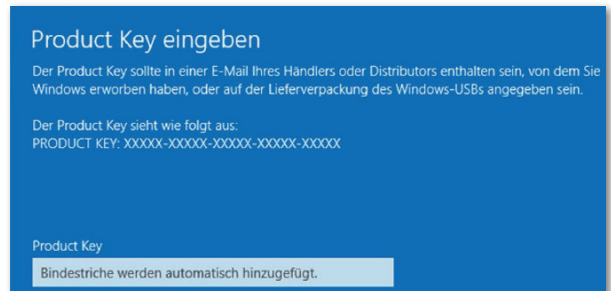 Product Key eingeben
Der Product Key sollte in einer E-Mail Ihres Händlers oder Distributors enthalten sein, von dem Sie
Windows erworben haben, oder auf der Lieferverpackung des Windows-USBs angegeben sein.
Der Product Key sieht wie folgt aus:
PRODUCT KEY: XXXXX-XXXXX-XXXXX-XXXXX-XXXXX
Product Key
Bindestriche werden automatisch hinzugefügt.